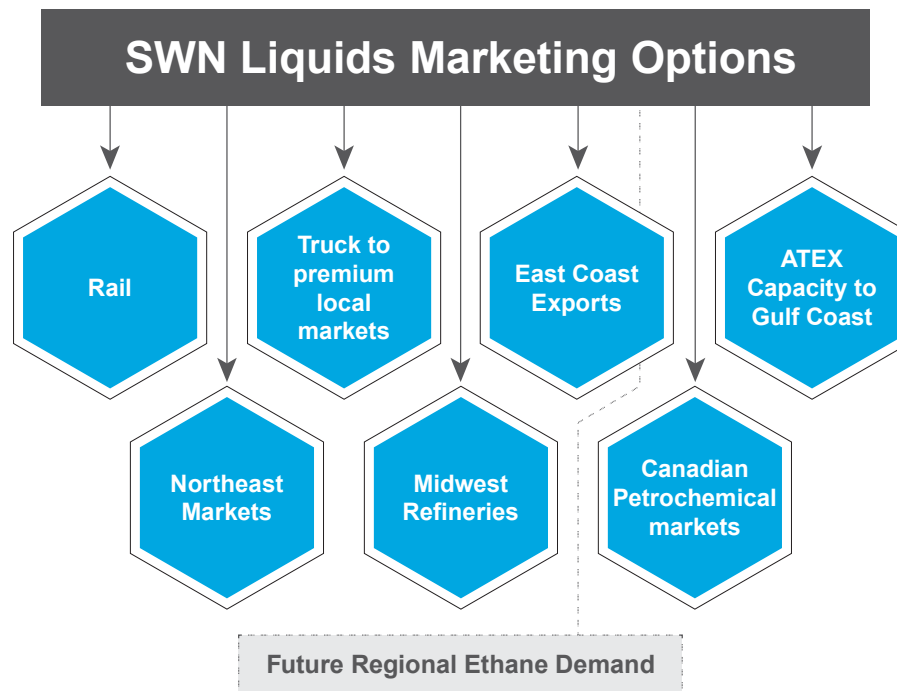 SWN Liquids Marketing Options
Rail
Truck to
premium
local
markets
East Coast
Exports
ATEX
Capacity to
Gulf Coast
Northeast
Markets
Midwest
Refineries
Canadian
Petrochemical
markets
Future Regional Ethane Demand